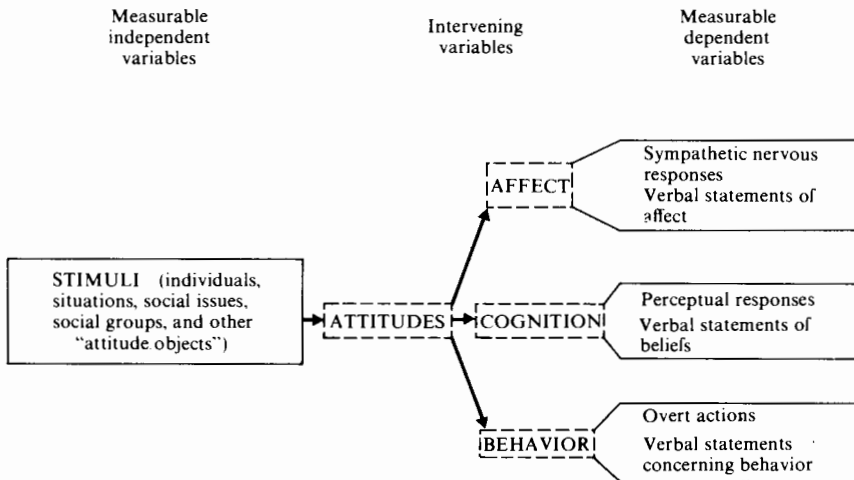 Measurable
independent
variables
Intervening
variables
Measurable
dependent
variables
STIMULI (individuals,
situations, social issues,
social groups, and other
“attitude objects”)
ATTITUDES
AFFECT
Sympathetic nervous
responses
Verbal statements of
affect
COGNITION
Perceptual responses
Verbal statements of
beliefs
BEHAVIOR
Overt actions
Verbal statements
concerning behavior